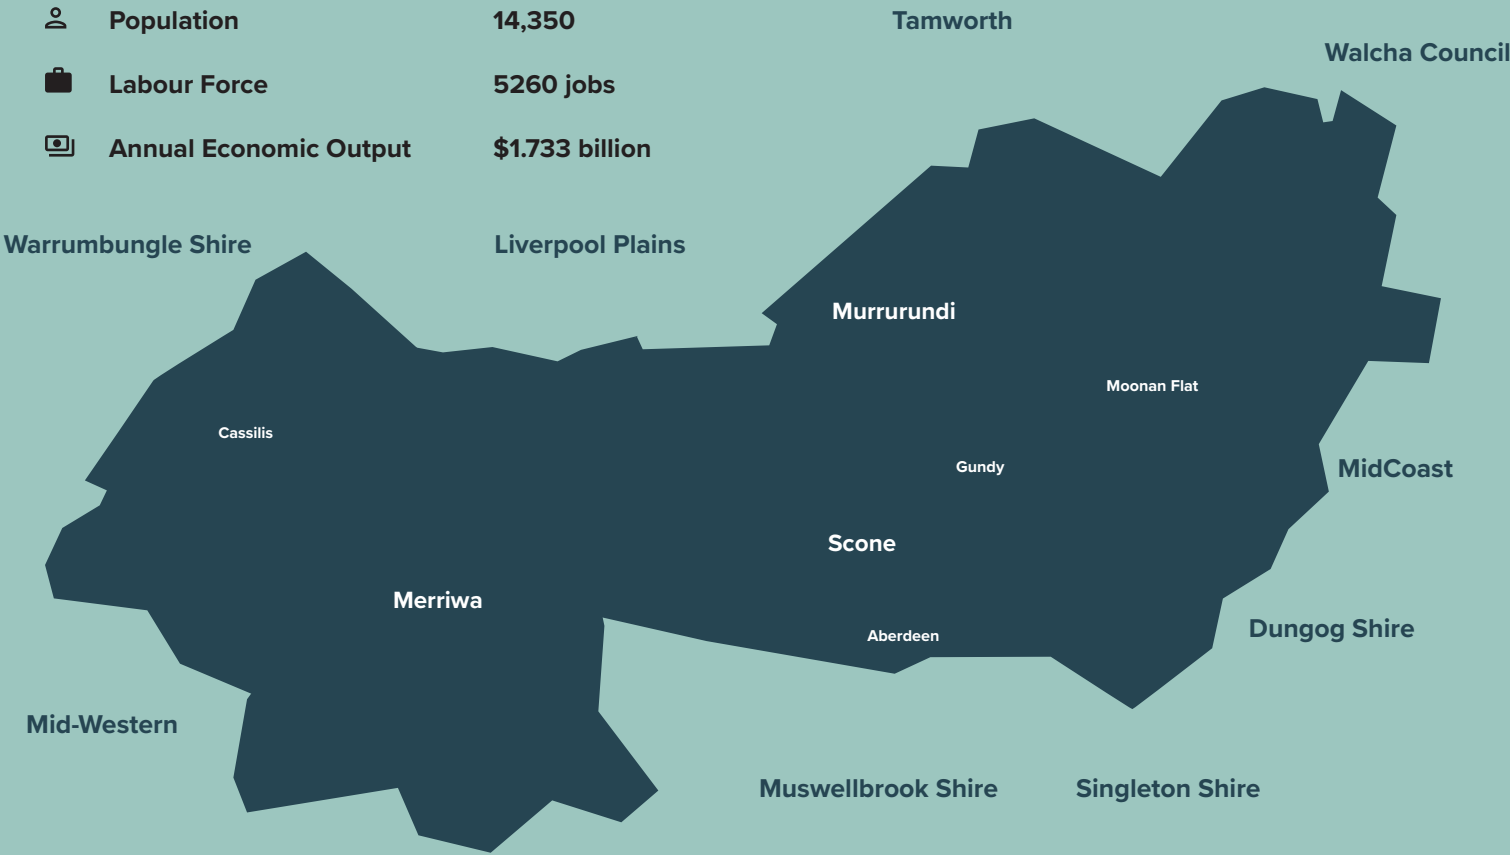 Population 14,350
Labour Force 5260 jobs
Annual Economic Output $1.733 billion
Tamworth
Walcha Council
Warrumbungle Shire
Liverpool Plains
Murrurundi
Moonan Flat
Cassilis
Gundy
MidCoast
Scone
Merriwa
Aberdeen
Dungog Shire
Mid-Western
Muswellbrook Shire
Singleton Shire